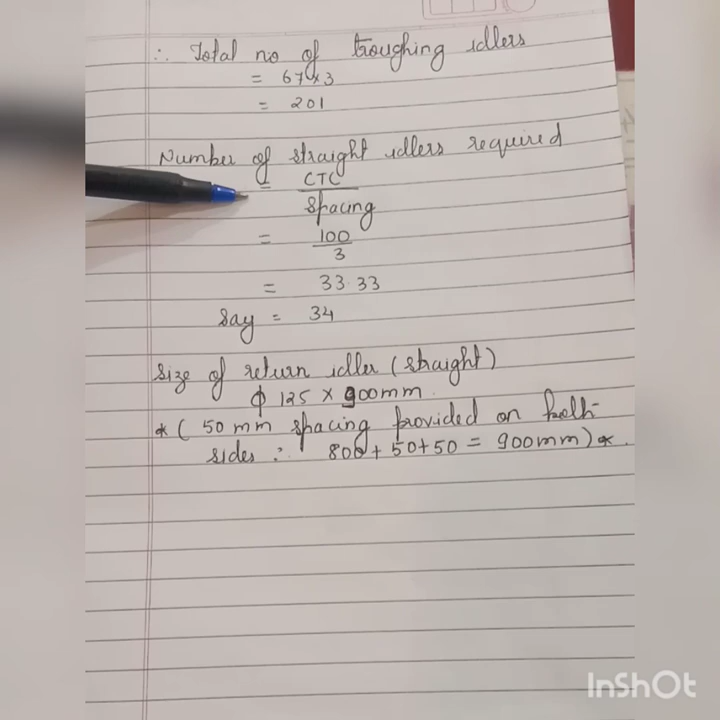 ∴ Total no of troughing idlers
= 67x3
= 201
Number of straight idlers required
= CTC
spacing
= 100
3
= 33.33
say = 34
Size of return idler (straight)
ϕ 125 x 900mm
* ( 50 mm spacing provided on both
sides ∴ 800 + 50+50 = 900mm) *
InShOt